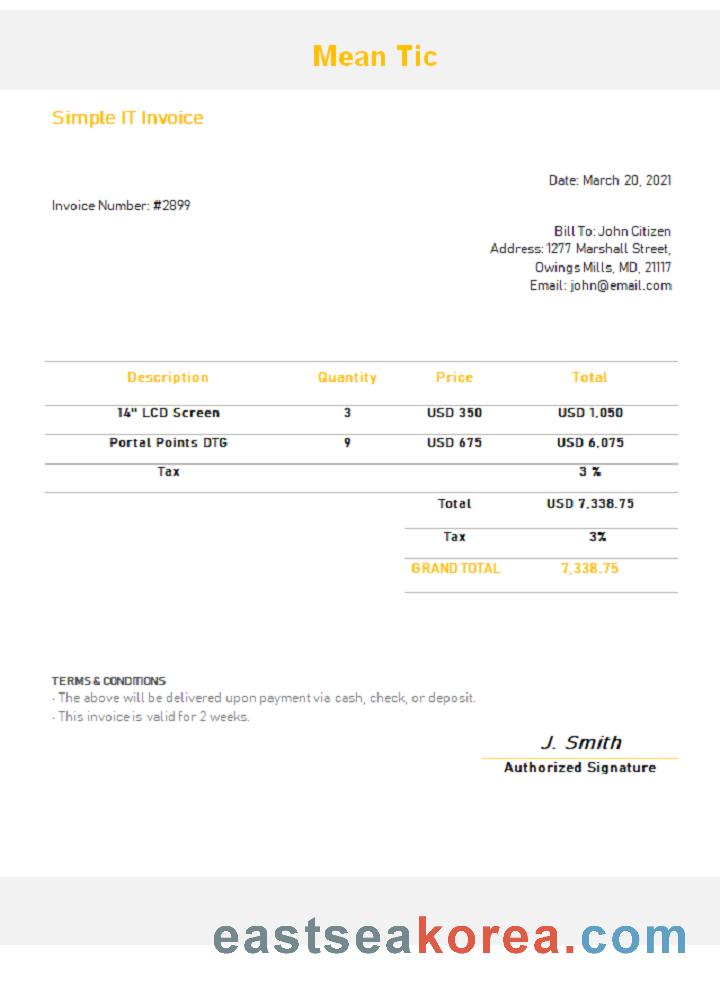 Mean Tic
Simple IT Invoice
Date: March 20, 2021
Invoice Number: #2899
Bill To: John Citizen
Address: 1277 Marshall Street,
Owings Mills, MD, 21117
Email: john@email.com
Description Quantity Price Total
14" LCD Screen 3 USD 350 USD 1,050
Portal Points DTG 9 USD 675 USD 6,075
Tax 3 %
Total USD 7,338.75
Tax 3%
GRAND TOTAL 7,338.75
TERMS & CONDITIONS
· The above will be delivered upon payment via cash, check, or deposit.
· This invoice is valid for 2 weeks.
J. Smith
Authorized Signature
eastseakorea.com